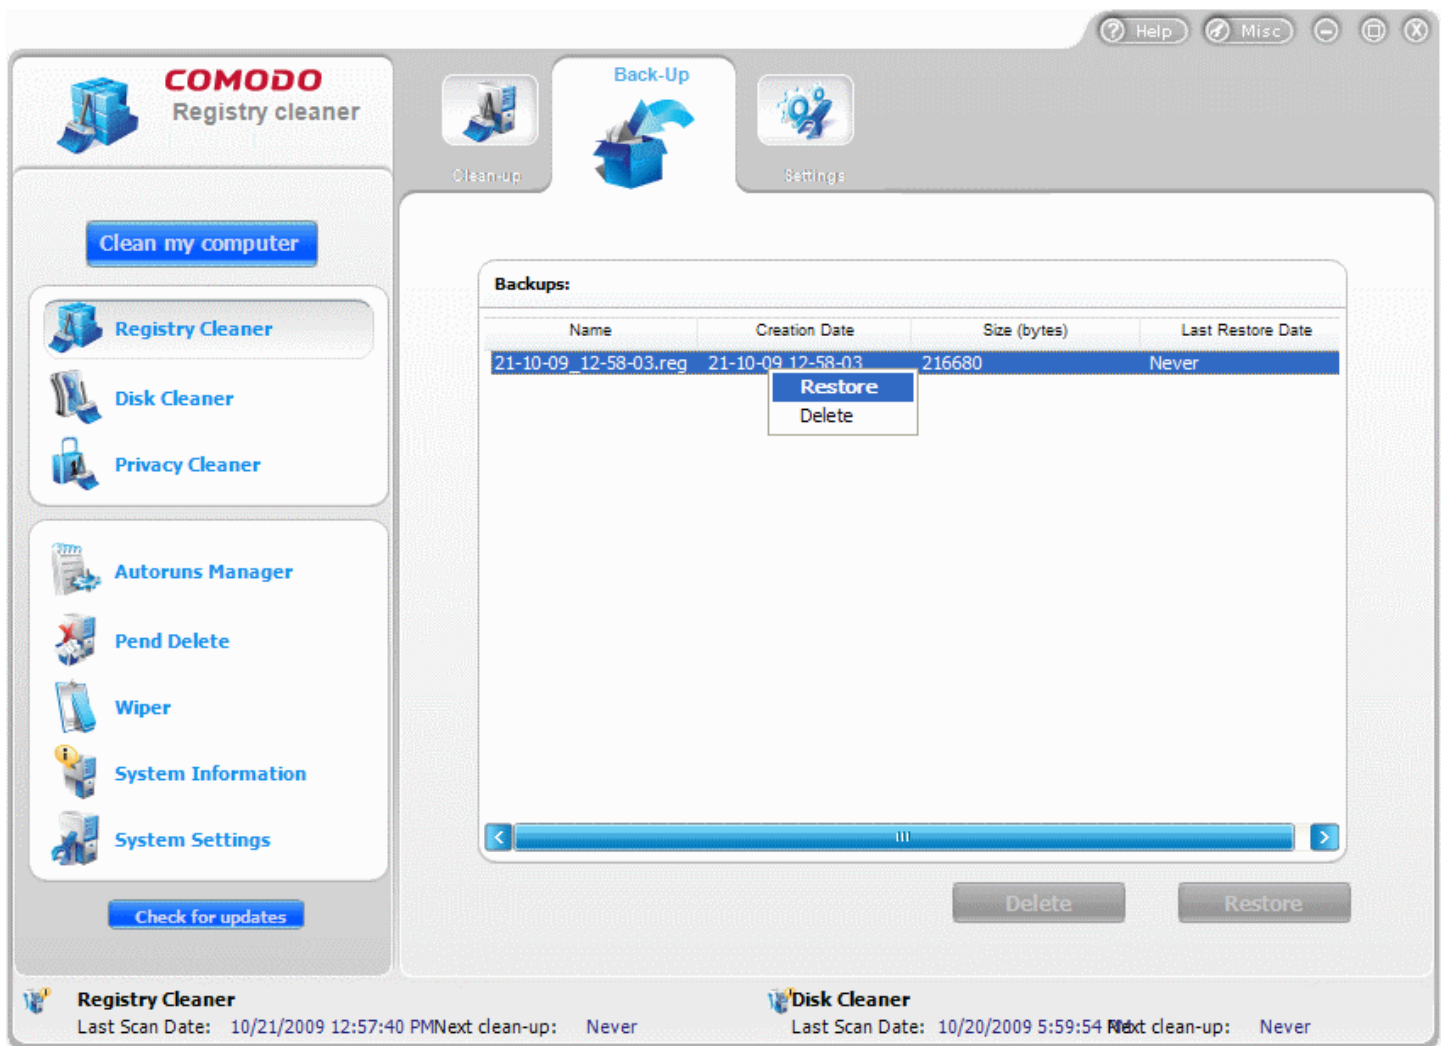 Help
Misc
COMODO
Registry cleaner
Clean-up
Back-Up
Settings
Clean my computer
Registry Cleaner
Disk Cleaner
Privacy Cleaner
Autoruns Manager
Pend Delete
Wiper
System Information
System Settings
Check for updates
Backups:
Name Creation Date Size (bytes) Last Restore Date
21-10-09_12-58-03.reg 21-10-09 12-58-03 216680 Never
Restore
Delete
Delete Restore
Registry Cleaner
Last Scan Date: 10/21/2009 12:57:40 PM Next clean-up: Never
Disk Cleaner
Last Scan Date: 10/20/2009 5:59:54 Next clean-up: Never